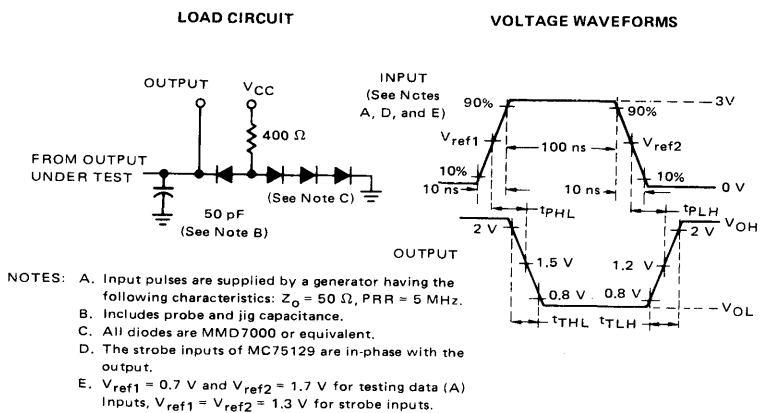 LOAD CIRCUIT
VOLTAGE WAVEFORMS
OUTPUT
VCC
400 Ω
FROM OUTPUT
UNDER TEST
(See Note C)
50 pF
(See Note B)
INPUT
(See Notes
A, D, and E)
90%
90%
3V
Vref1
100 ns
Vref2
10%
10%
10 ns
10 ns
0 V
tPHL
tPLH
2 V
2 V
VOH
OUTPUT
1.5 V
1.2 V
0.8 V
0.8 V
VOL
tTHL
tTLH
NOTES: A. Input pulses are supplied by a generator having the
following characteristics: Zo = 50 Ω, PRR = 5 MHz.
B. Includes probe and jig capacitance.
C. All diodes are MMD7000 or equivalent.
D. The strobe inputs of MC75129 are in-phase with the
output.
E. Vref1 = 0.7 V and Vref2 = 1.7 V for testing data (A)
Inputs, Vref1 = Vref2 = 1.3 V for strobe inputs.